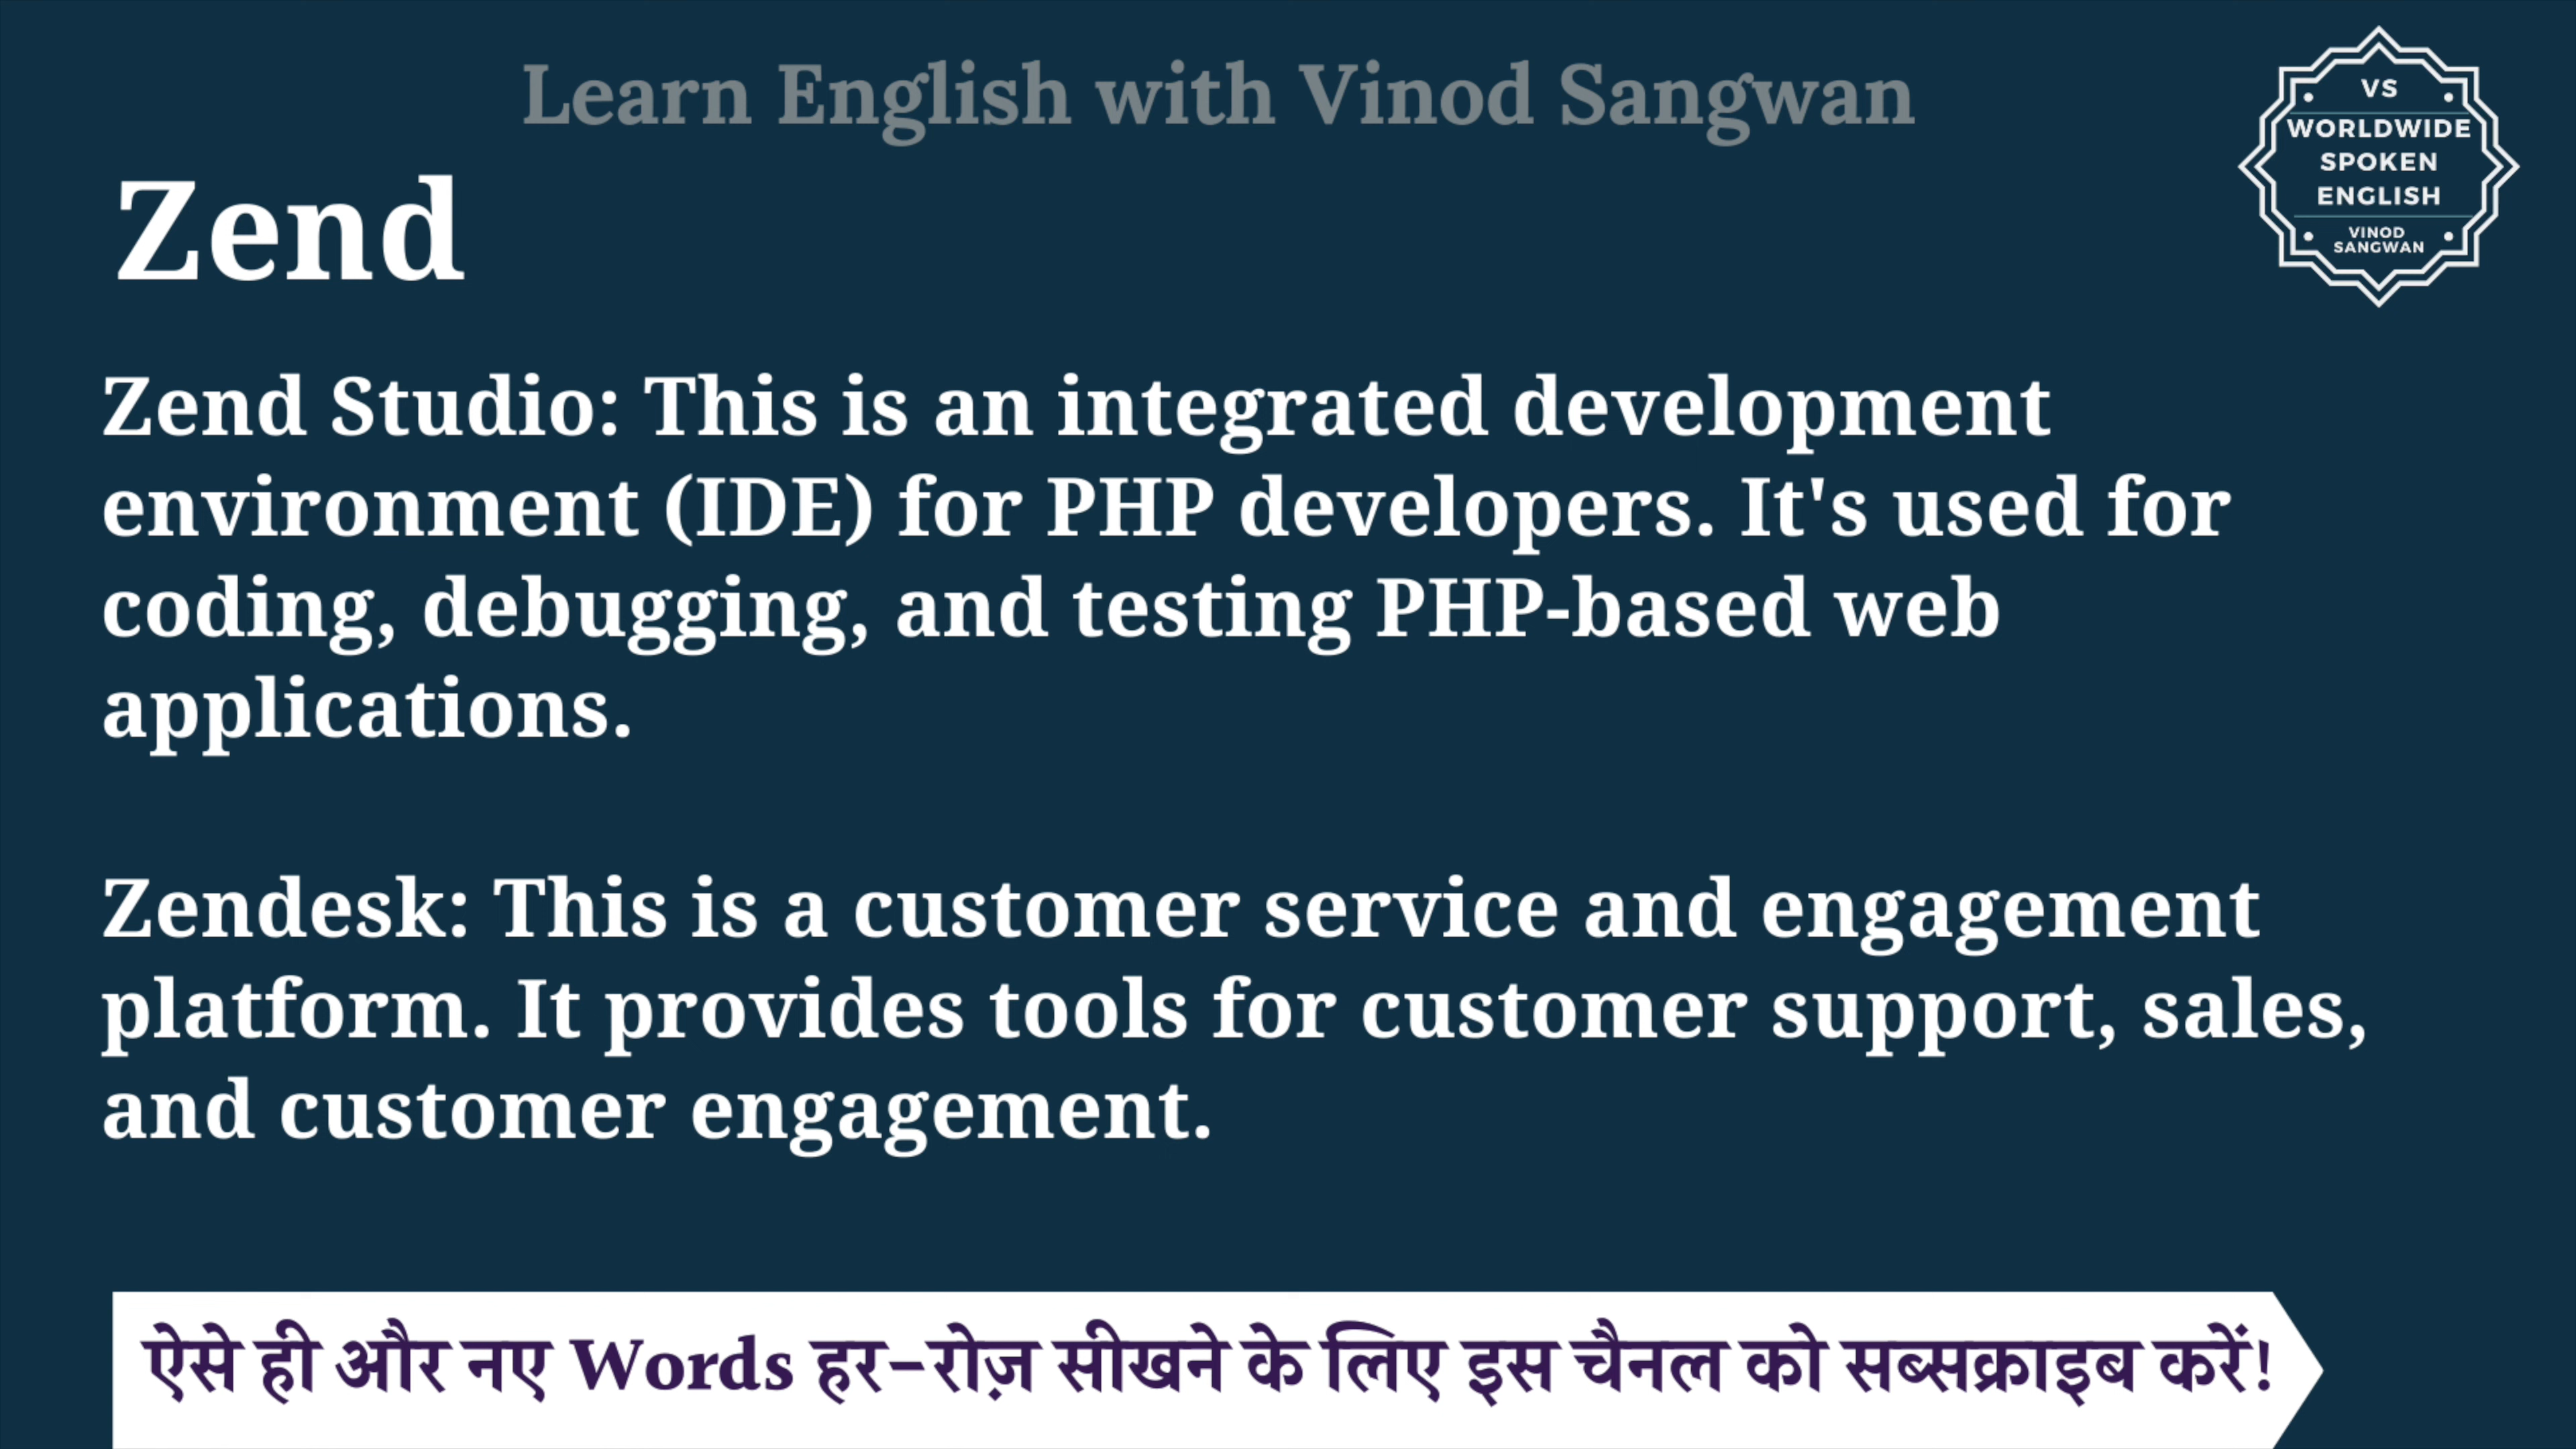 Learn English with Vinod Sangwan
VS
WORLDWIDE
SPOKEN
ENGLISH
VINOD
SANGWAN
Zend
Zend Studio: This is an integrated development
environment (IDE) for PHP developers. It's used for
coding, debugging, and testing PHP-based web
applications.
Zendesk: This is a customer service and engagement
platform. It provides tools for customer support, sales,
and customer engagement.
ऐसे ही और नए Words हर-रोज़ सीखने के लिए इस चैनल को सब्सक्राइब करें!